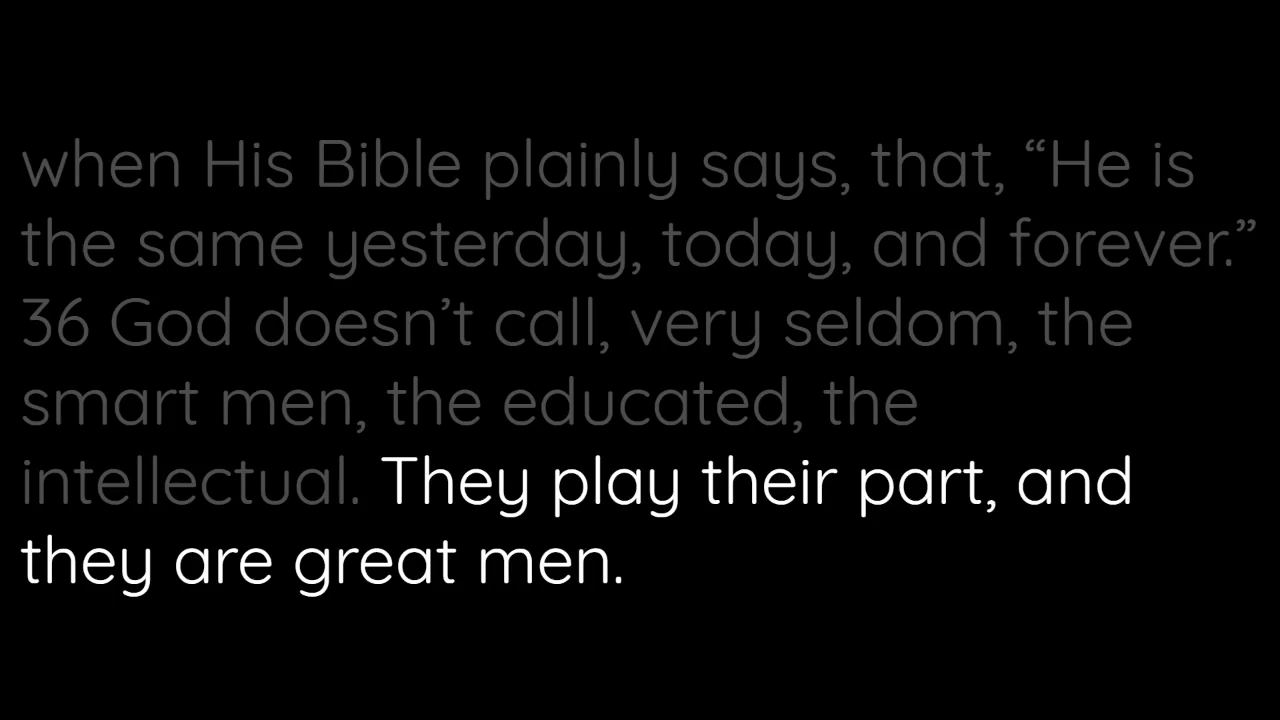 when His Bible plainly says, that, “He is
the same yesterday, today, and forever.”
36 God doesn’t call, very seldom, the
smart men, the educated, the
intellectual. They play their part, and
they are great men.